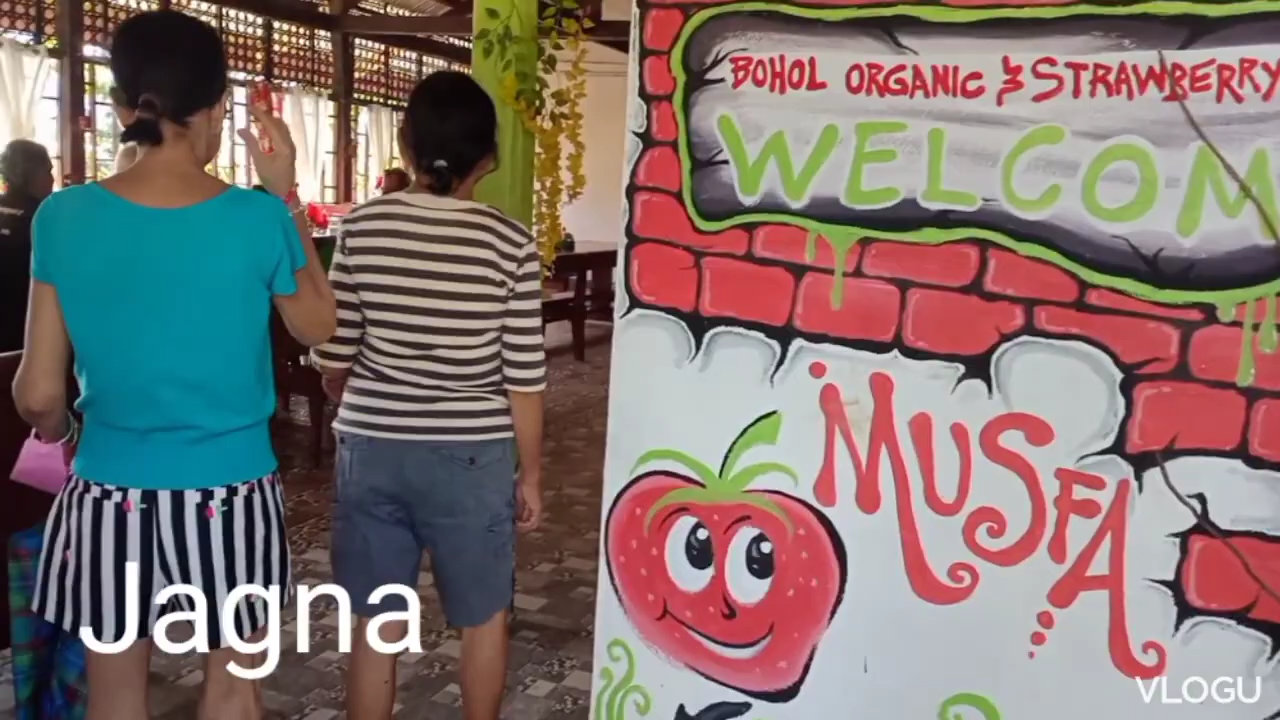 BOHOL ORGANIC & STRAWBERRY
WELCOM
MUSFA
Jagna
VLOGU